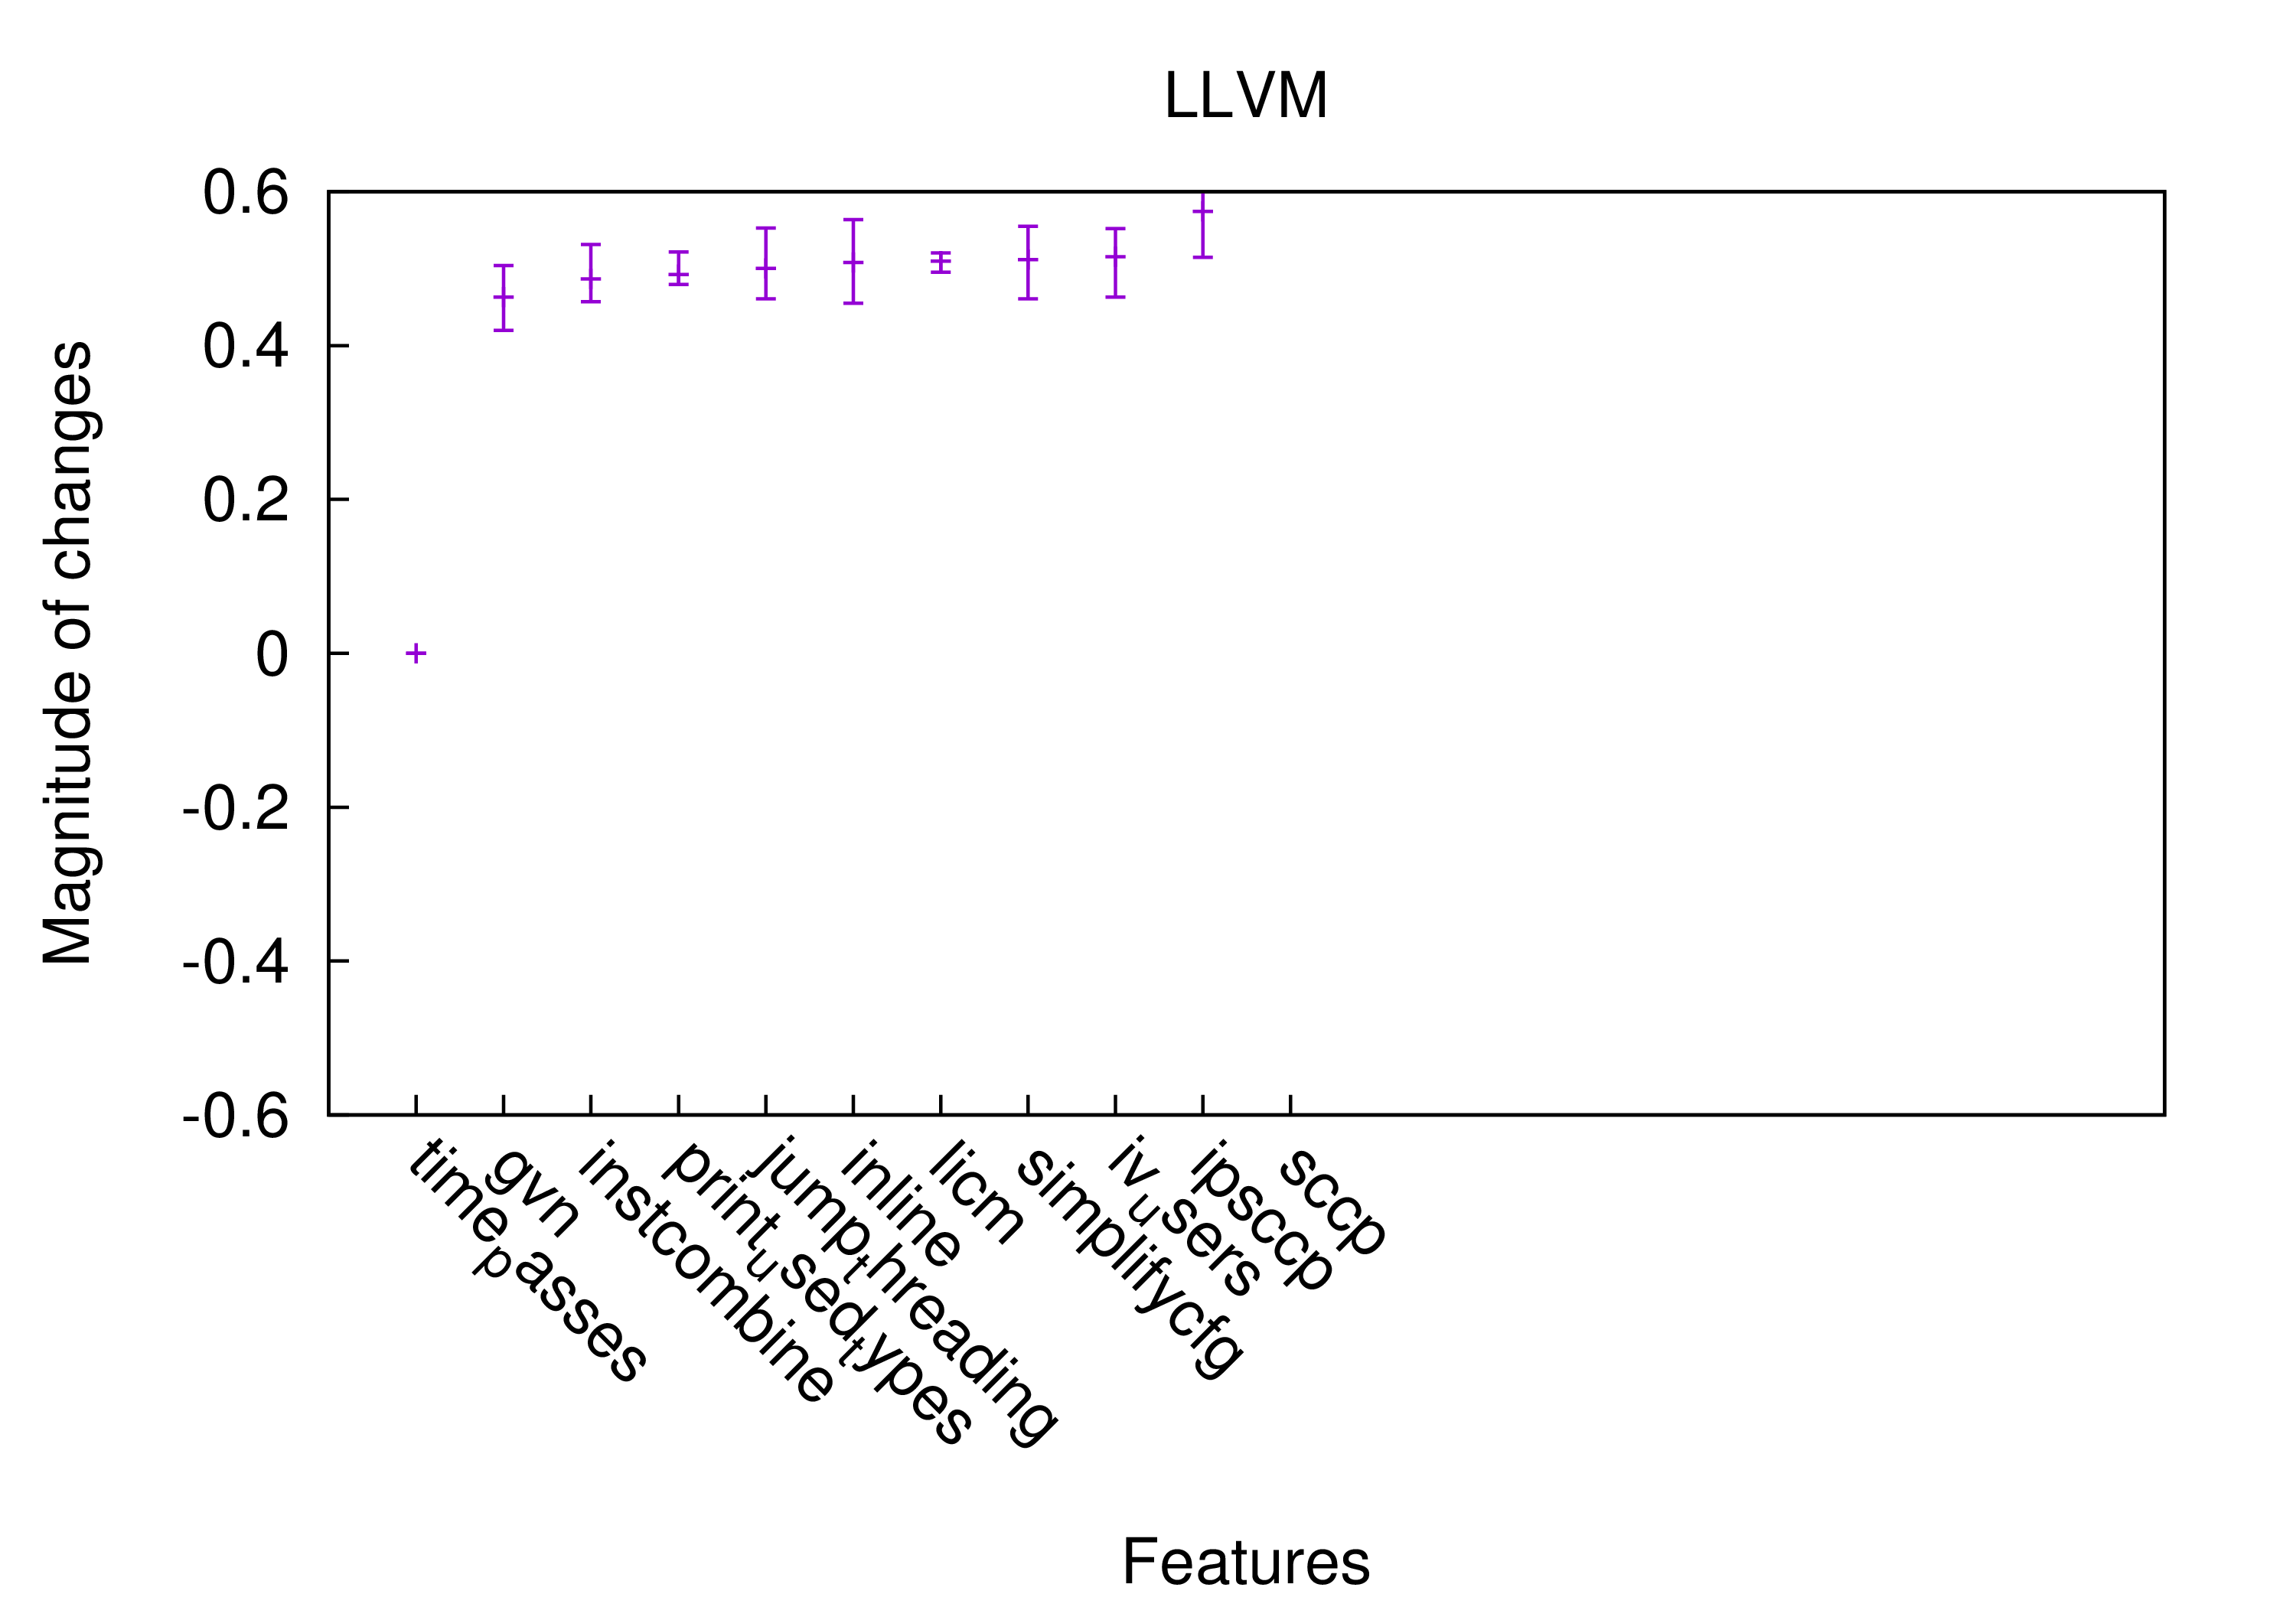 LLVM
Magnitude of changes
0.6
0.4
0.2
0
-0.2
-0.4
-0.6
time_passes
gvn
instcombine
print_used_types
jump_threading
inline
licm
simplifycfg
iv_users
ipsccp
sccp
Features